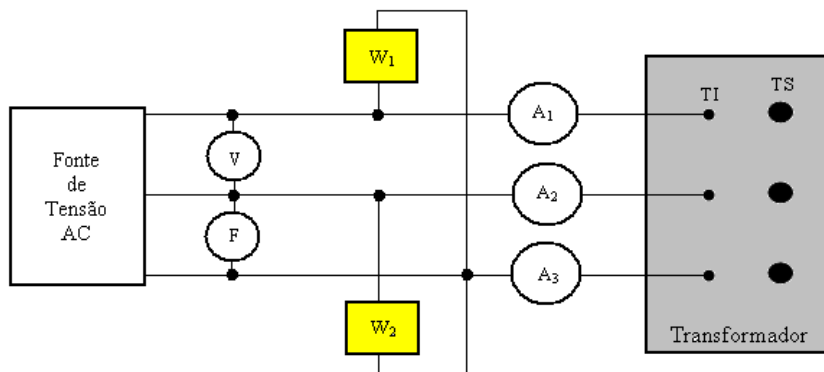 W₁
A₁
TI
TS
Fonte
de
Tensão
AC
V
A₂
F
A₃
W₂
Transformador